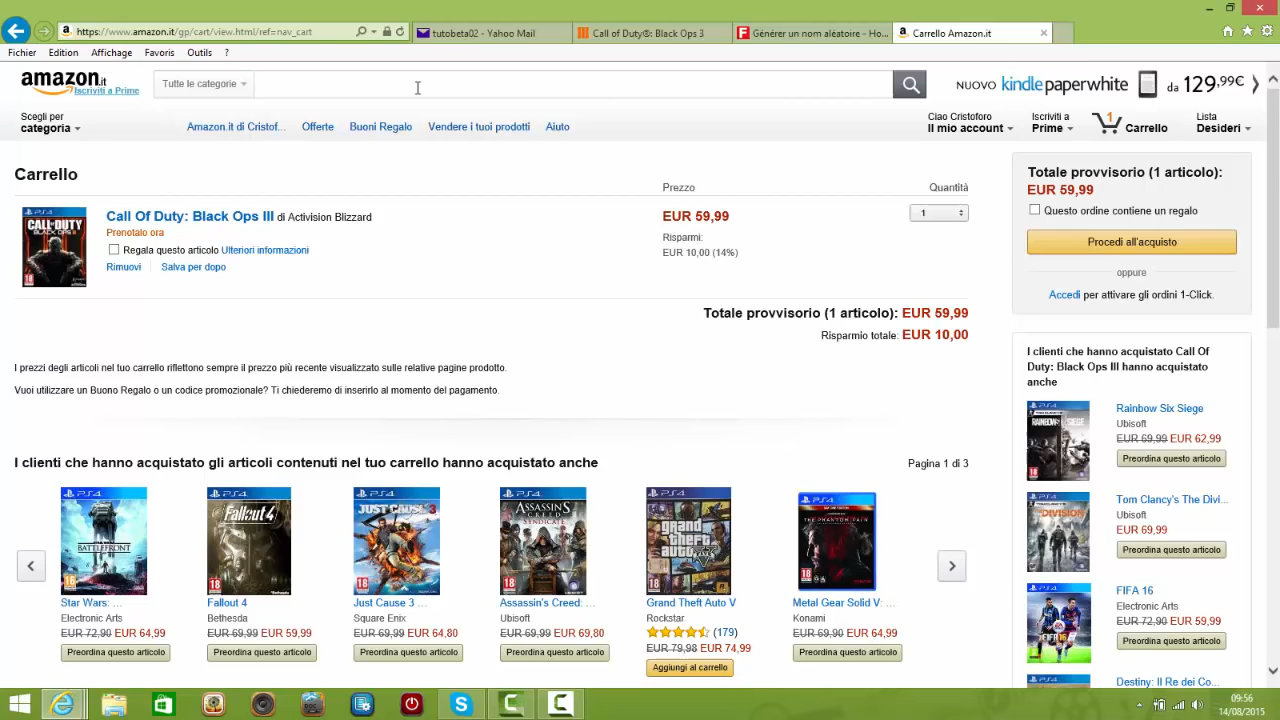 https://www.amazon.it/gp/cart/view.html/ref=nav_cart
tutobeta02 - Yahoo Mail
Call of Duty®: Black Ops 3
Générer un nom aléatoire - Ho...
Carrello Amazon.it
Fichier Edition Affichage Favoris Outils ?
amazon.it
Iscriviti a Prime
Tutte le categorie
NUOVO kindle paperwhite da 129,99€
Scegli per
categoria
Amazon.it di Cristof... Offerte Buoni Regalo Vendere i tuoi prodotti Aiuto
Ciao Cristoforo
Il mio account
Iscriviti a
Prime
1
Carrello
Lista
Desideri
Carrello
Prezzo Quantità
CALL OF DUTY
Call Of Duty: Black Ops III di Activision Blizzard
EUR 59,99
1
Prenotalo ora
Risparmi:
EUR 10,00 (14%)
Regala questo articolo Ulteriori informazioni
Rimuovi Salva per dopo
Totale provvisorio (1 articolo): EUR 59,99
Risparmio totale: EUR 10,00
I prezzi degli articoli nel tuo carrello riflettono sempre il prezzo più recente visualizzato sulle relative pagine prodotto.
Vuoi utilizzare un Buono Regalo o un codice promozionale? Ti chiederemo di inserirlo al momento del pagamento.
Totale provvisorio (1 articolo):
EUR 59,99
Questo ordine contiene un regalo
Procedi all'acquisto
oppure
Accedi per attivare gli ordini 1-Click.
I clienti che hanno acquistato Call Of
Duty: Black Ops III hanno acquistato
anche
Rainbow Six Siege
Ubisoft
EUR 69,99 EUR 62,99
Preordina questo articolo
Tom Clancy's The Divi...
Ubisoft
EUR 69,99
Preordina questo articolo
FIFA 16
Electronic Arts
EUR 72,90 EUR 59,99
Preordina questo articolo
Destiny: Il Re dei Co...
I clienti che hanno acquistato gli articoli contenuti nel tuo carrello hanno acquistato anche
Pagina 1 di 3
Star Wars: ...
Electronic Arts
EUR 72,90 EUR 64,99
Preordina questo articolo
Fallout 4
Bethesda
EUR 69,99 EUR 59,99
Preordina questo articolo
Just Cause 3 ...
Square Enix
EUR 69,99 EUR 64,80
Preordina questo articolo
Assassin's Creed: ...
Ubisoft
EUR 69,99 EUR 69,80
Preordina questo articolo
Grand Theft Auto V
Rockstar
(179)
EUR 79,98 EUR 74,99
Aggiungi al carrello
Metal Gear Solid V: ...
Konami
EUR 69,90 EUR 64,99
Preordina questo articolo
09:56
14/08/2015